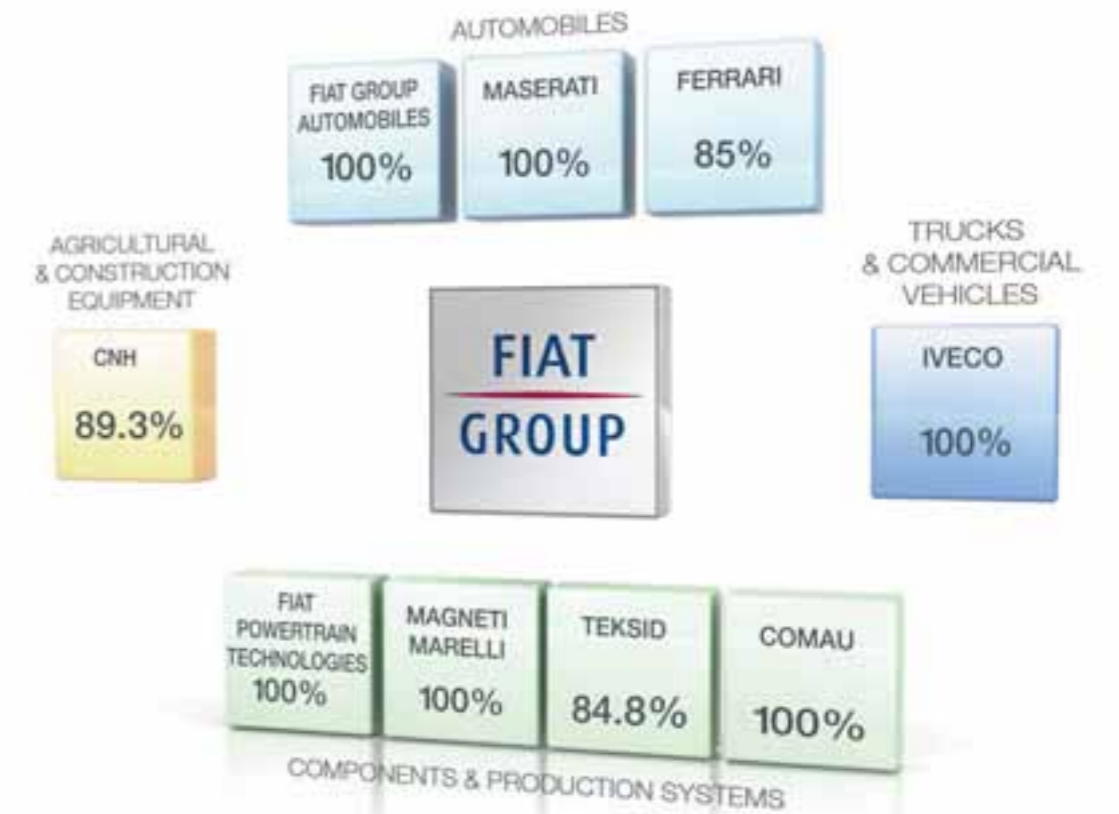 AUTOMOBILES
FIAT GROUP
AUTOMOBILES
100%
MASERATI
100%
FERRARI
85%
AGRICULTURAL
& CONSTRUCTION
EQUIPMENT
CNH
89.3%
FIAT
GROUP
TRUCKS
& COMMERCIAL
VEHICLES
IVECO
100%
FIAT
POWERTRAIN
TECHNOLOGIES
100%
MAGNETI
MARELLI
100%
TEKSID
84.8%
COMAU
100%
COMPONENTS & PRODUCTION SYSTEMS